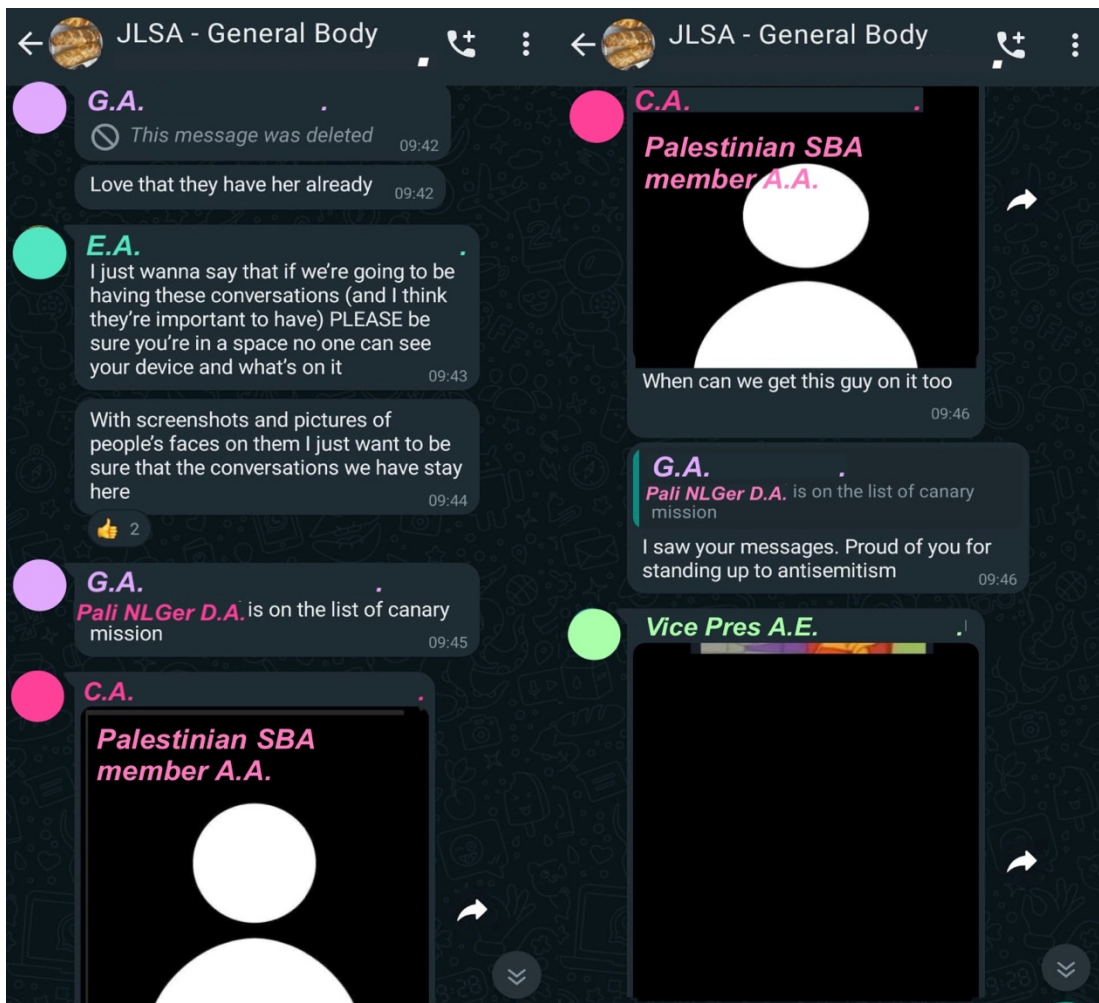 JLSA - General Body
G.A. .
This message was deleted 09:42
Love that they have her already 09:42
E.A. .
I just wanna say that if we're going to be
having these conversations (and I think
they're important to have) PLEASE be
sure you're in a space no one can see
your device and what's on it 09:43
With screenshots and pictures of
people's faces on them I just want to be
sure that the conversations we have stay
here 09:44
👍 2
G.A. .
Pali NLGer D.A. is on the list of canary
mission 09:45
C.A. .
Palestinian SBA
member A.A.
JLSA - General Body
C.A. .
Palestinian SBA
member A.A.
When can we get this guy on it too
09:46
G.A. .
Pali NLGer D.A. is on the list of canary
mission
I saw your messages. Proud of you for
standing up to antisemitism 09:46
Vice Pres A.E. .